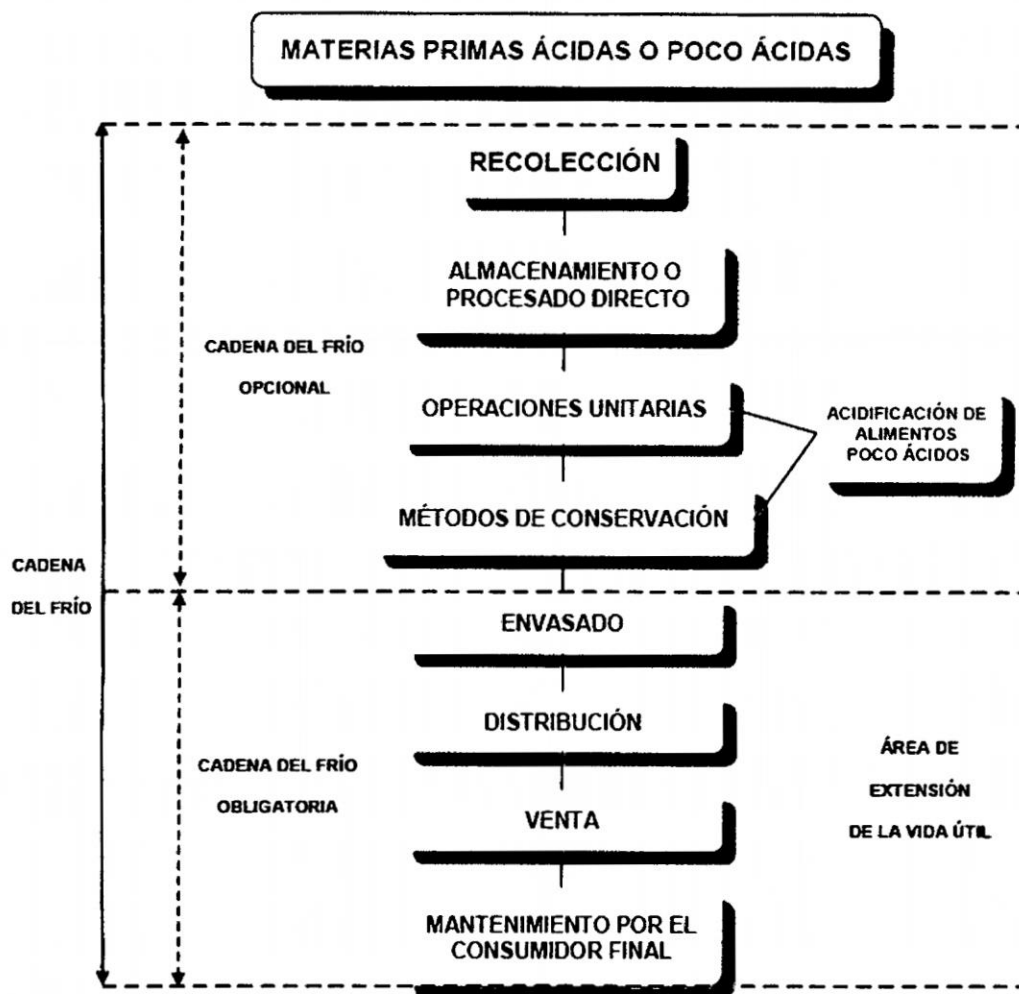 MATERIAS PRIMAS ÁCIDAS O POCO ÁCIDAS
RECOLECCIÓN
ALMACENAMIENTO O
PROCESADO DIRECTO
CADENA DEL FRÍO
OPCIONAL
OPERACIONES UNITARIAS
ACIDIFICACIÓN DE
ALIMENTOS
POCO ÁCIDOS
MÉTODOS DE CONSERVACIÓN
CADENA
DEL FRÍO
ENVASADO
DISTRIBUCIÓN
CADENA DEL FRÍO
OBLIGATORIA
ÁREA DE
EXTENSIÓN
DE LA VIDA ÚTIL
VENTA
MANTENIMIENTO POR EL
CONSUMIDOR FINAL